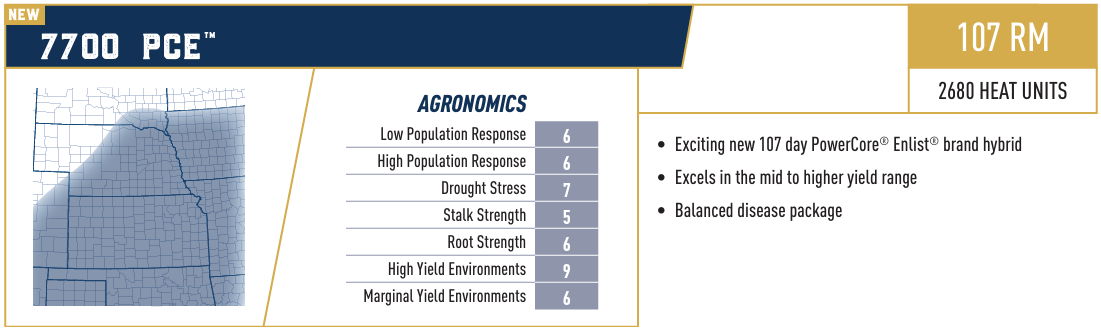 NEW
7700 PCE™
107 RM
2680 HEAT UNITS
AGRONOMICS
Low Population Response 6
High Population Response 6
Drought Stress 7
Stalk Strength 5
Root Strength 6
High Yield Environments 9
Marginal Yield Environments 6
• Exciting new 107 day PowerCore® Enlist® brand hybrid
• Excels in the mid to higher yield range
• Balanced disease package